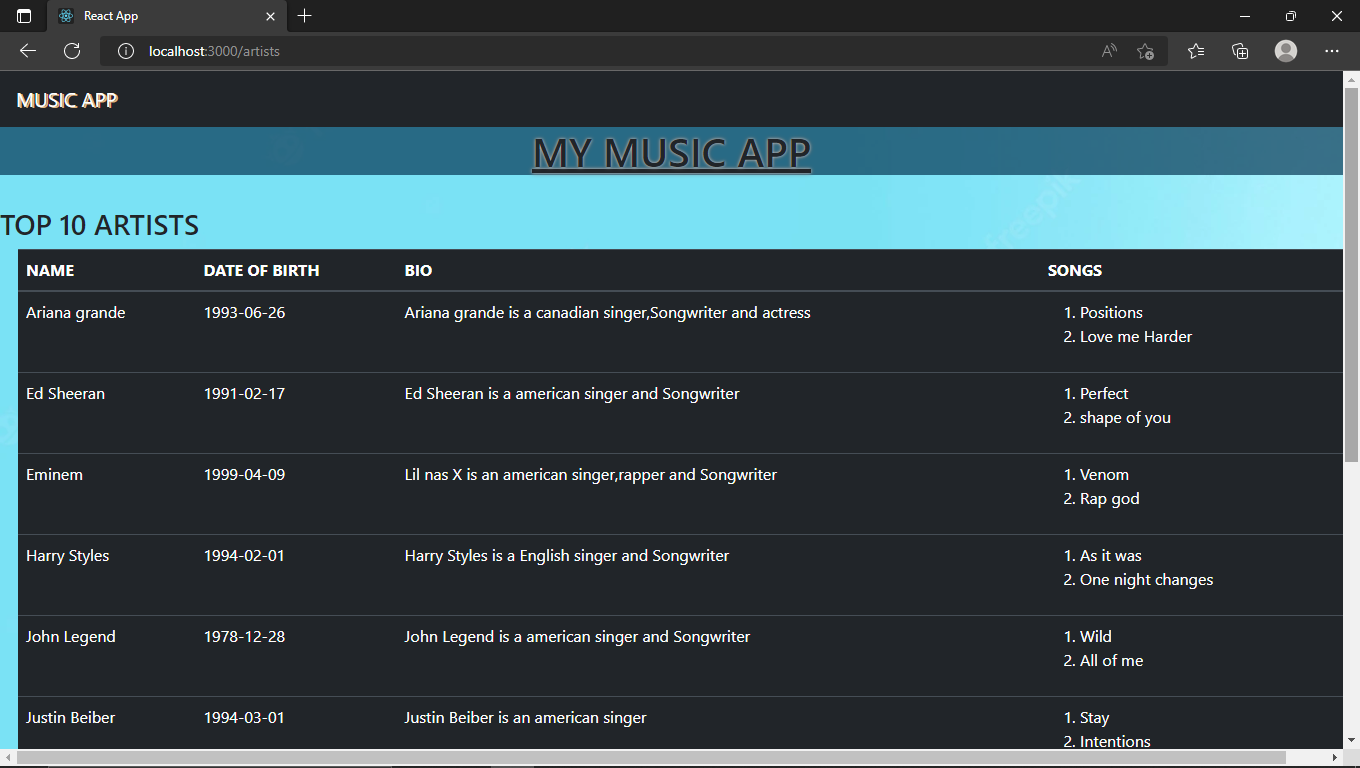 React App
localhost:3000/artists
MUSIC APP
MY MUSIC APP
freepik
TOP 10 ARTISTS
NAME DATE OF BIRTH BIO SONGS
Ariana grande 1993-06-26 Ariana grande is a canadian singer,Songwriter and actress 1. Positions
2. Love me Harder
Ed Sheeran 1991-02-17 Ed Sheeran is a american singer and Songwriter 1. Perfect
2. shape of you
Eminem 1999-04-09 Lil nas X is an american singer,rapper and Songwriter 1. Venom
2. Rap god
Harry Styles 1994-02-01 Harry Styles is a English singer and Songwriter 1. As it was
2. One night changes
John Legend 1978-12-28 John Legend is a american singer and Songwriter 1. Wild
2. All of me
Justin Beiber 1994-03-01 Justin Beiber is an american singer 1. Stay
2. Intentions